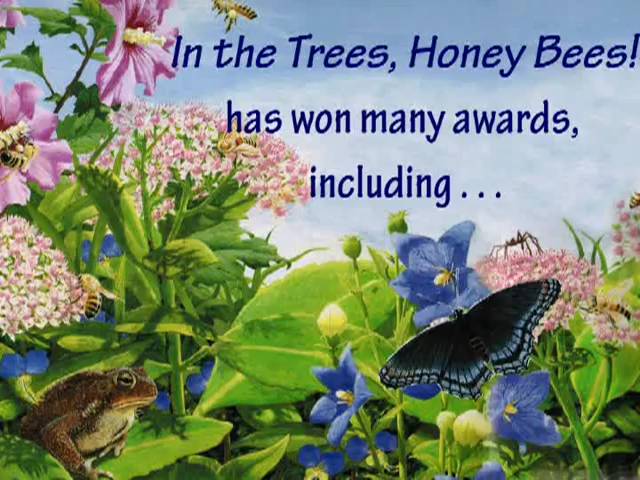 In the Trees, Honey Bees!
has won many awards,
including . . .